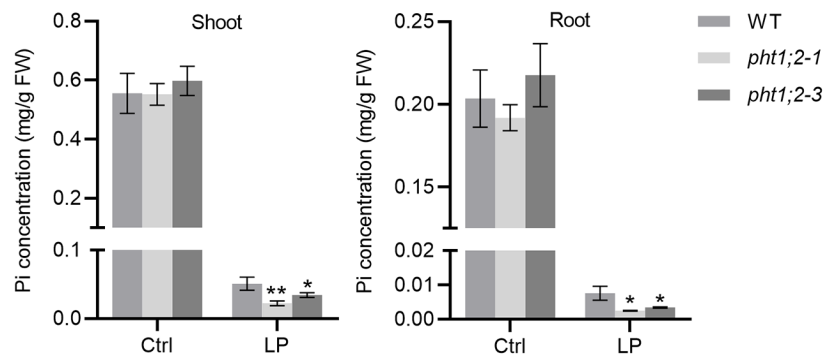 Shoot
Pi concentration (mg/g FW)
0.8
0.6
0.4
0.2
0.1
0.0
**
*
Ctrl
LP
Root
Pi concentration (mg/g FW)
0.25
0.20
0.15
0.02
0.01
0.00
*
*
Ctrl
LP
WT
pht1;2-1
pht1;2-3